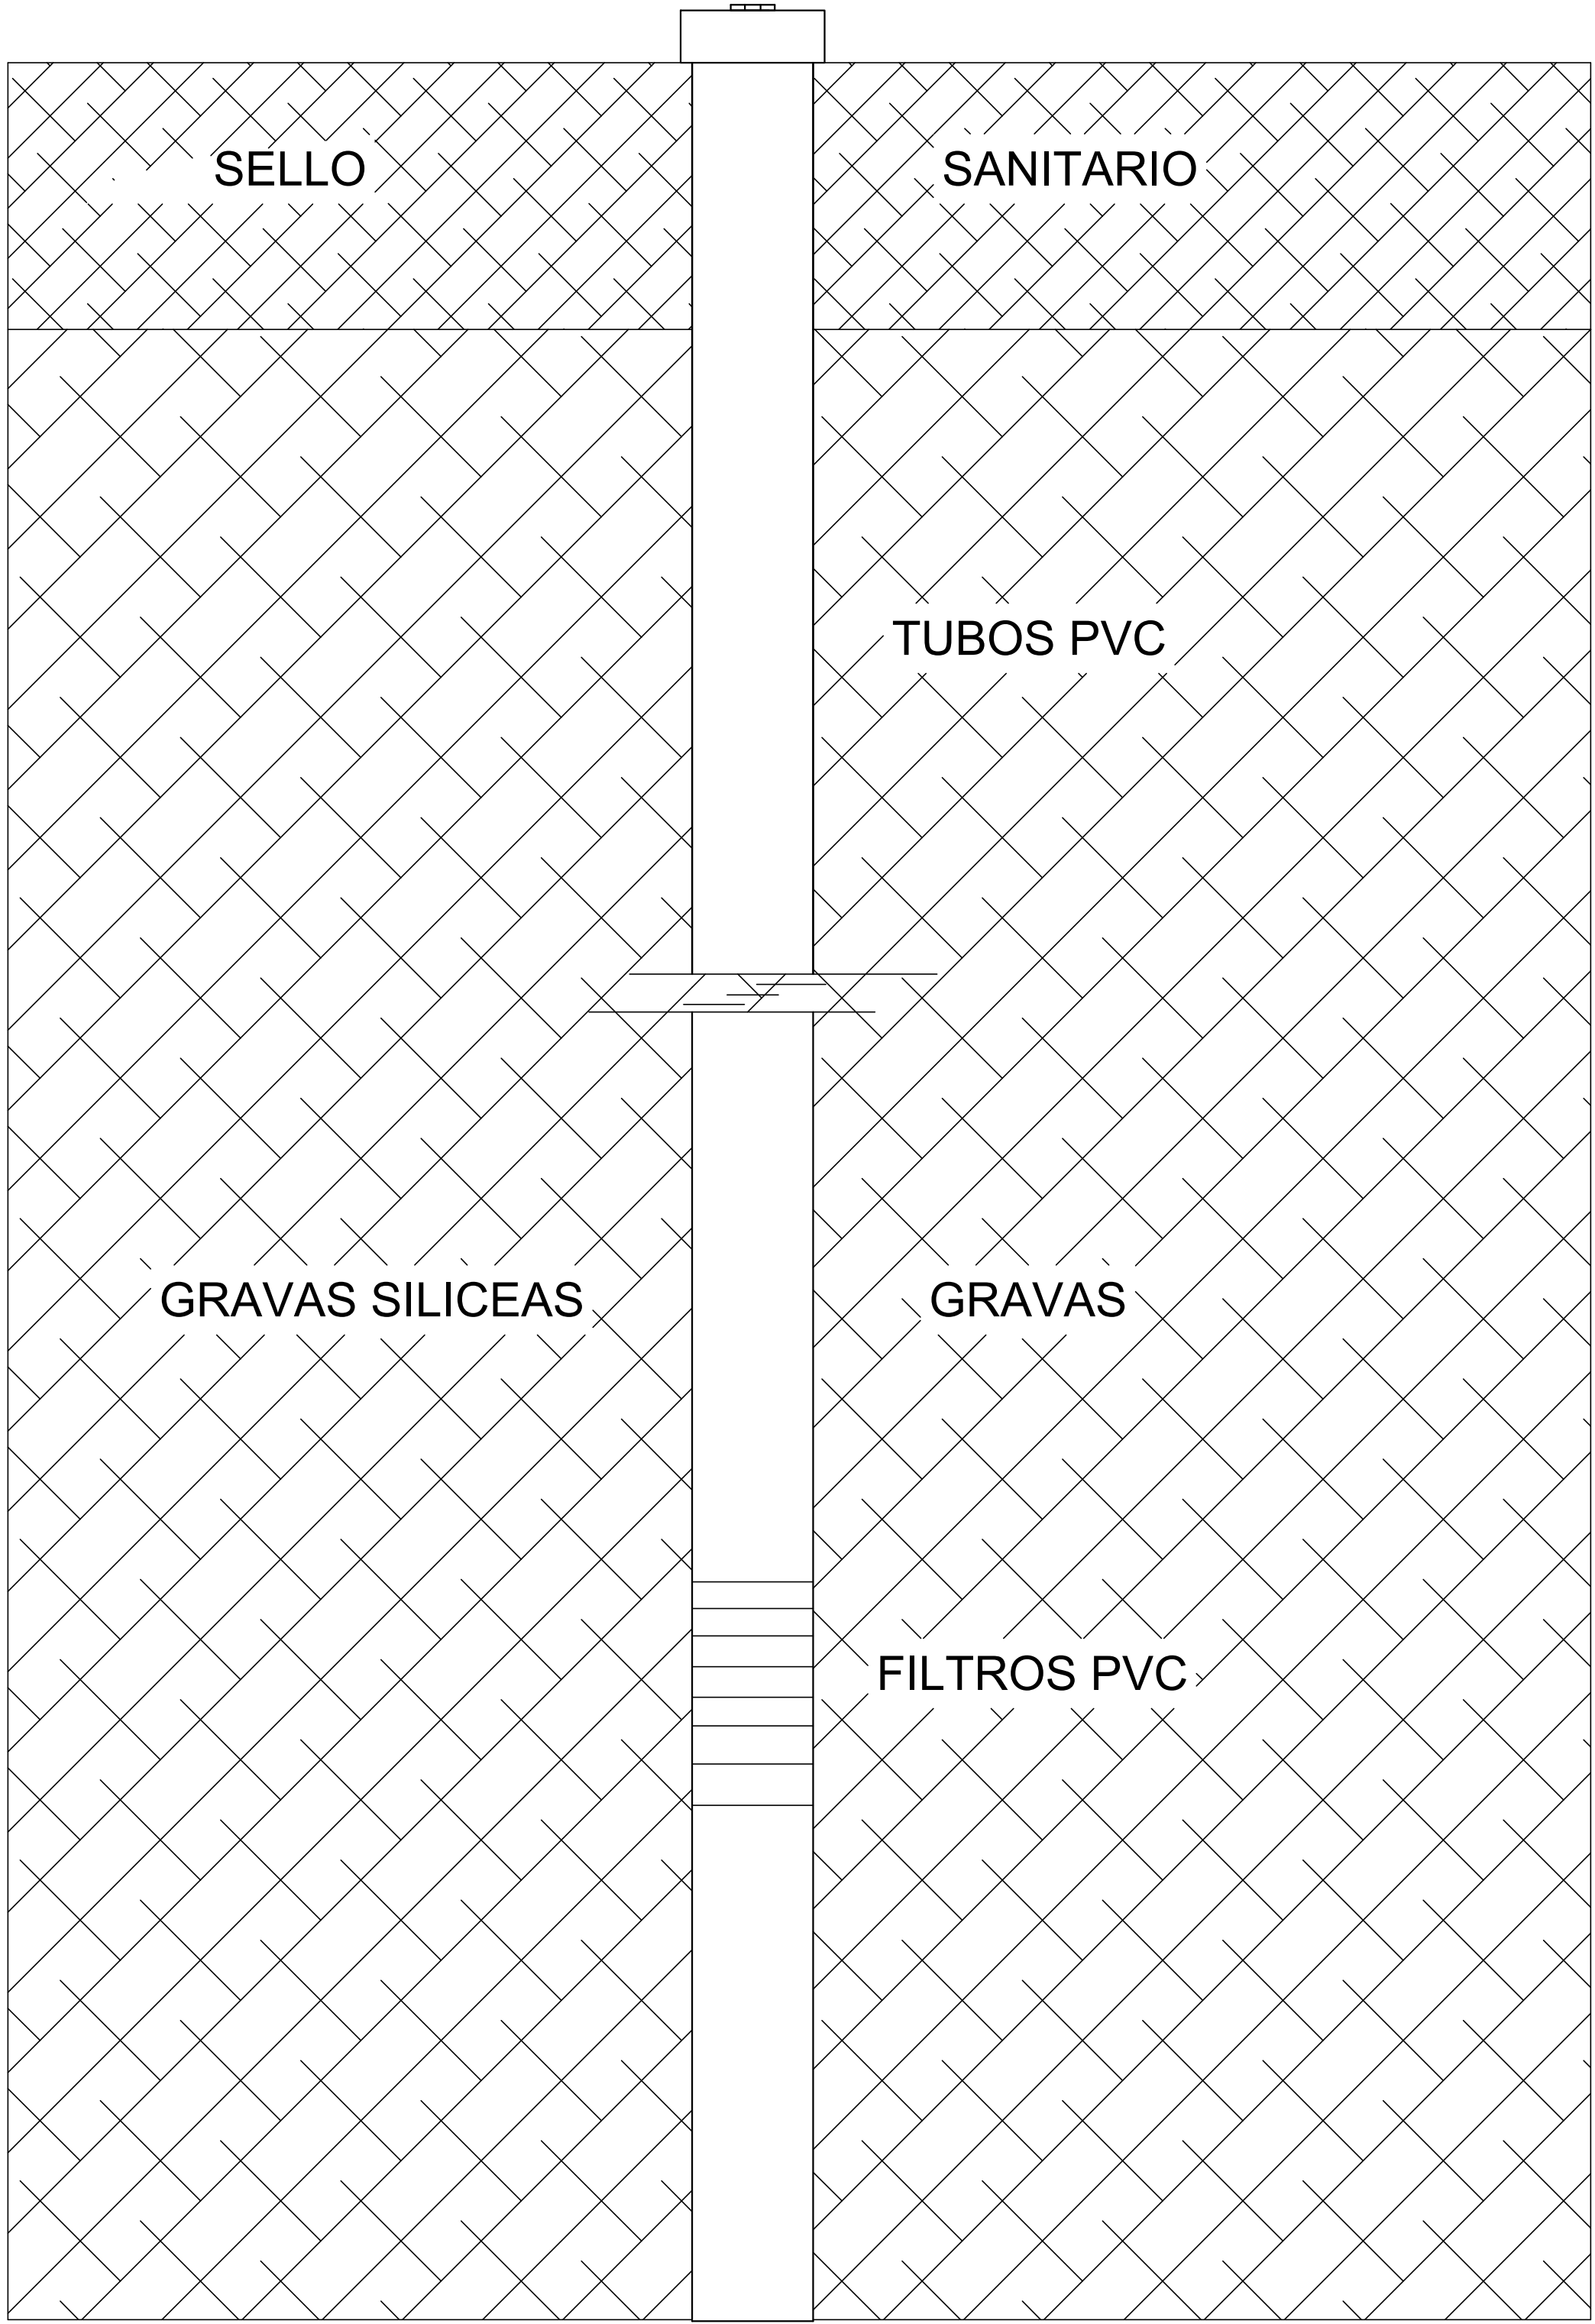 SELLO
SANITARIO
TUBOS PVC
GRAVAS SILICEAS
GRAVAS
FILTROS PVC